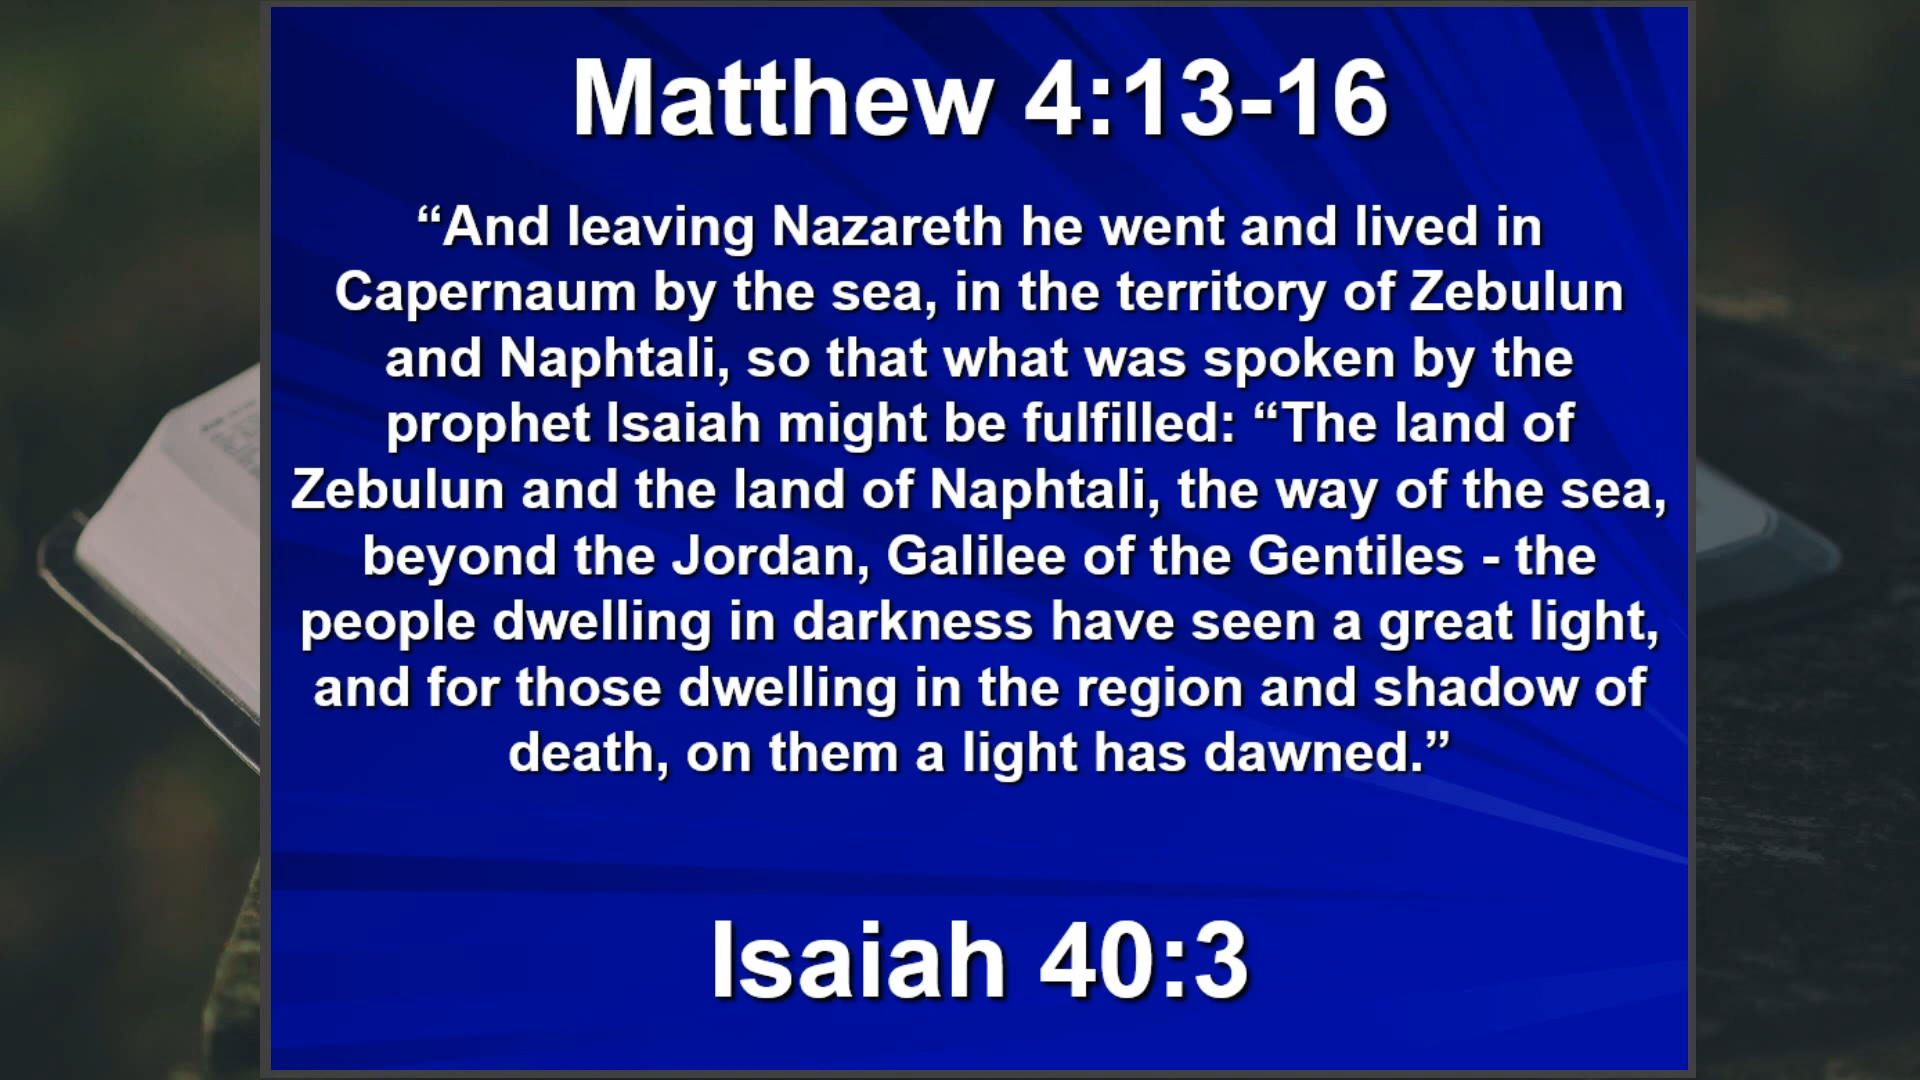 Matthew 4:13-16
“And leaving Nazareth he went and lived in
Capernaum by the sea, in the territory of Zebulun
and Naphtali, so that what was spoken by the
prophet Isaiah might be fulfilled: “The land of
Zebulun and the land of Naphtali, the way of the sea,
beyond the Jordan, Galilee of the Gentiles - the
people dwelling in darkness have seen a great light,
and for those dwelling in the region and shadow of
death, on them a light has dawned.”
Isaiah 40:3